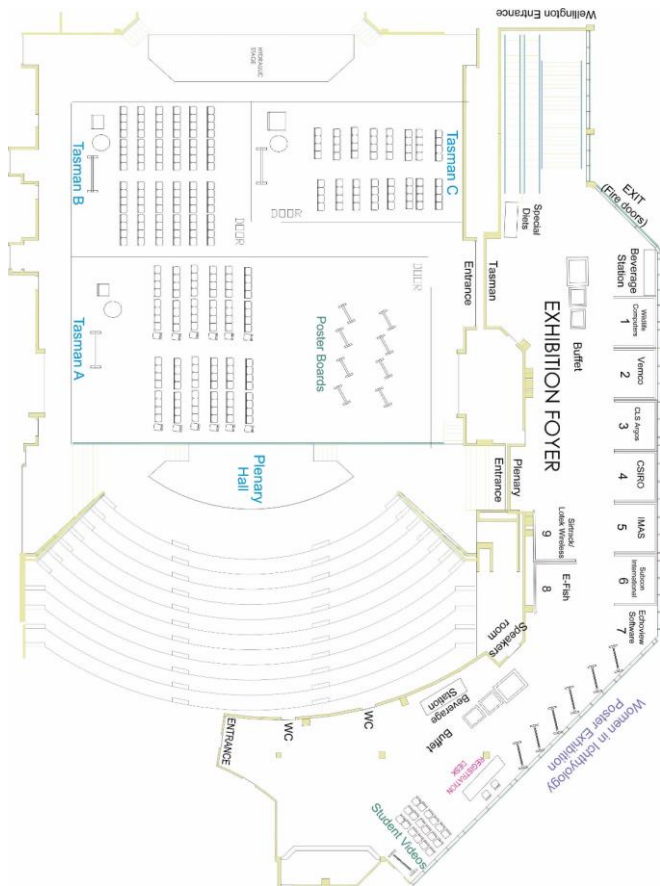 Wellington Entrance
HYDRAULIC
STAGE
Tasman B
Tasman C
DOOR
DOOR
DOOR
Tasman A
Poster Boards
Plenary
Hall
Tasman
Entrance
Plenary
Entrance
EXIT
(Fire doors)
Special
Diets
Beverage
Station
Buffet
EXHIBITION FOYER
Wildlife
Computers
1
Vemco
2
CLS Argos
3
CSIRO
4
IMAS
5
Subcon
International
6
Echoview
Software
7
E-Fish
8
Sirtrack/
Lotek Wireless
9
Speakers
room
Beverage
Station
Buffet
WC
WC
ENTRANCE
REGISTRATION
DESK
Student Videos
Women in Ichthyology
Poster Exhibition